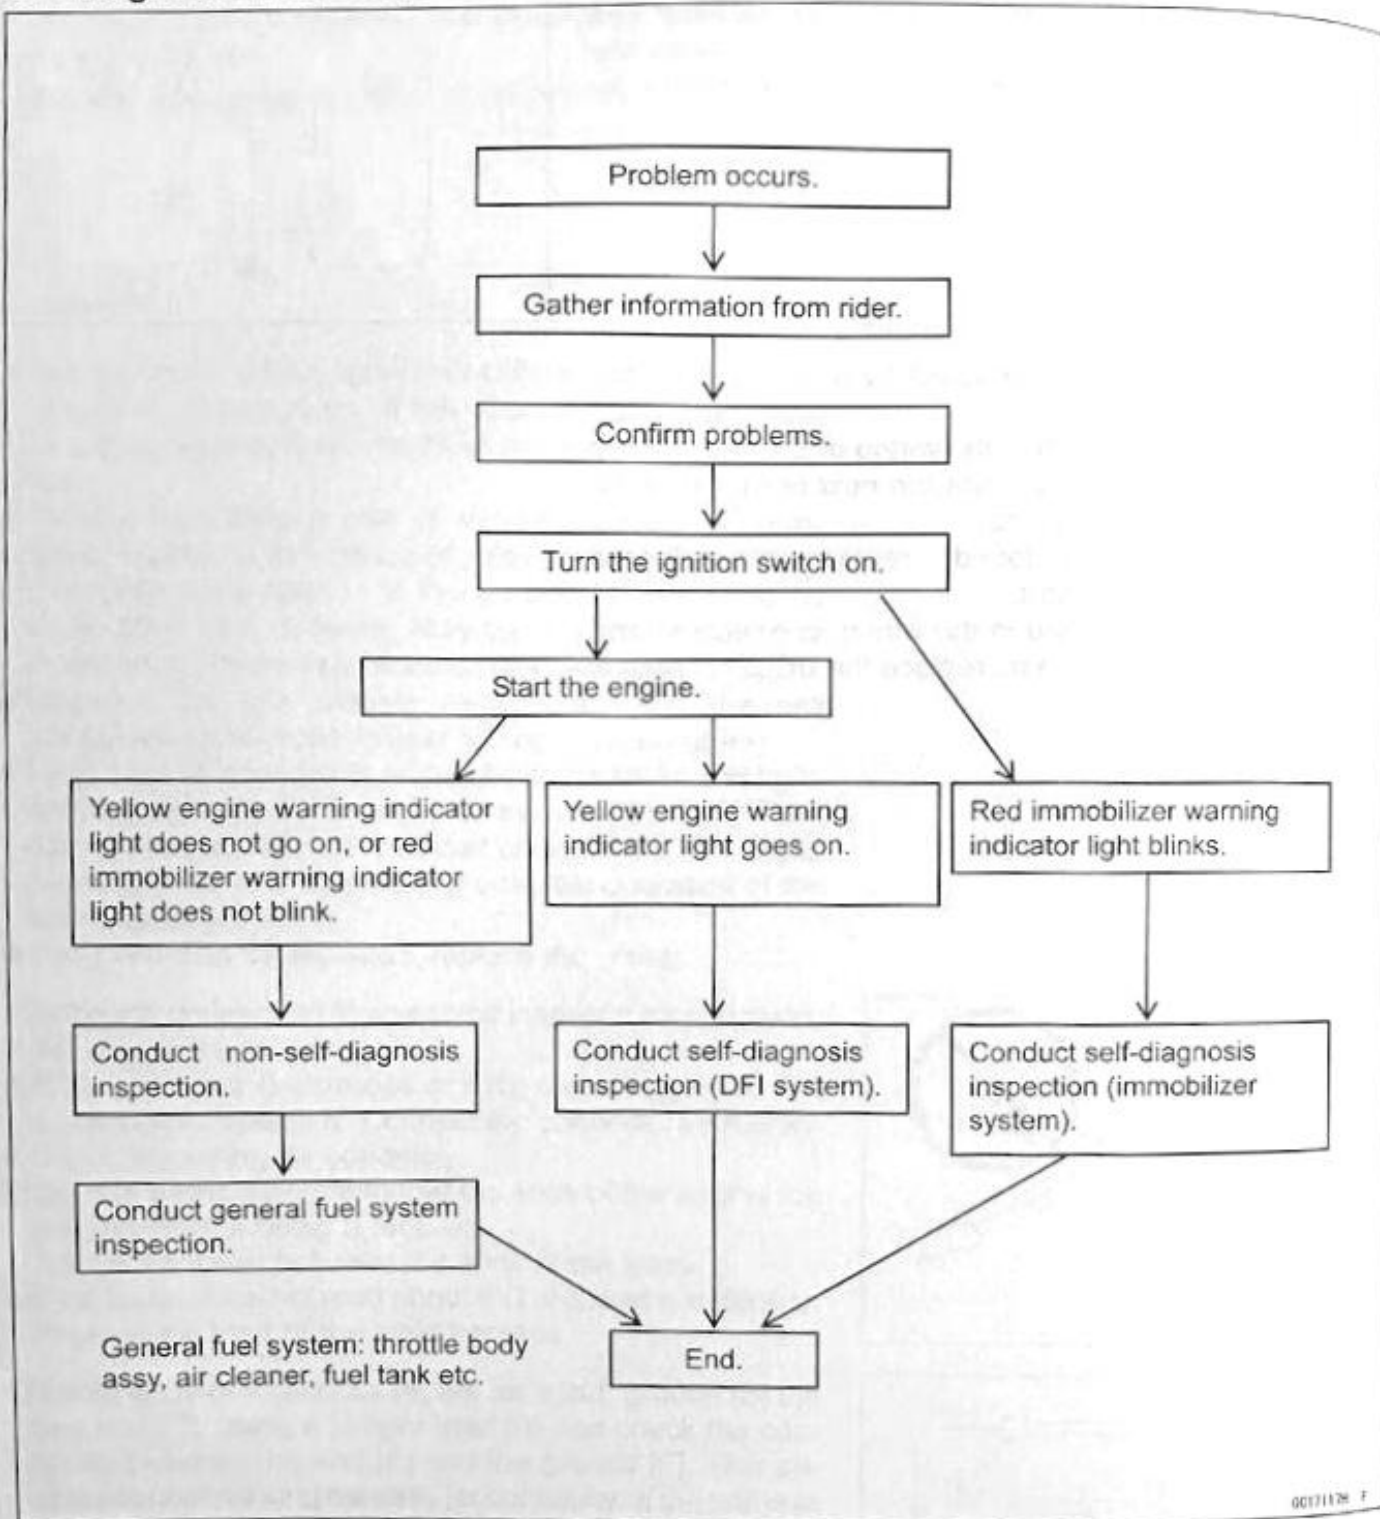 Problem occurs.
Gather information from rider.
Confirm problems.
Turn the ignition switch on.
Start the engine.
Yellow engine warning indicator
light does not go on, or red
immobilizer warning indicator
light does not blink.
Yellow engine warning
indicator light goes on.
Red immobilizer warning
indicator light blinks.
Conduct non-self-diagnosis
inspection.
Conduct self-diagnosis
inspection (DFI system).
Conduct self-diagnosis
inspection (immobilizer
system).
Conduct general fuel system
inspection.
General fuel system: throttle body
assy, air cleaner, fuel tank etc.
End.